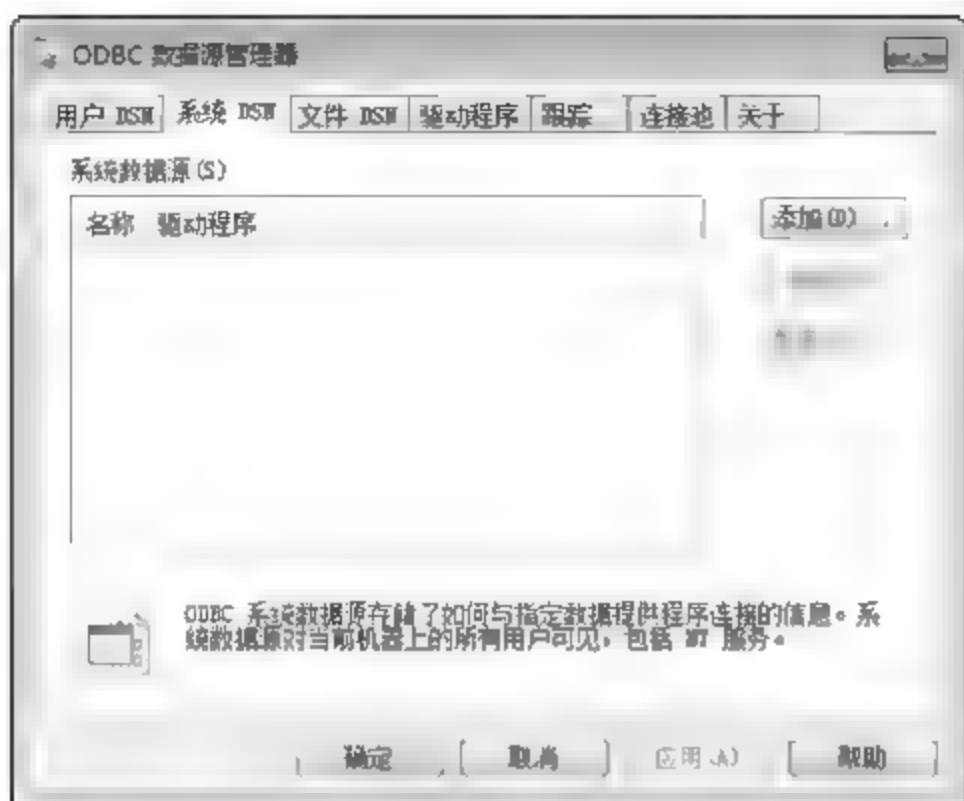 ODBC 数据源管理器
用户 DSN 系统 DSN 文件 DSN 驱动程序 跟踪 连接池 关于
系统数据源(S)
名称 驱动程序
添加(D)
ODBC 系统数据源存储了如何与指定数据提供程序连接的信息。系
统数据源对当前机器上的所有用户可见，包括 NT 服务。
确定 取消 应用(A) 帮助